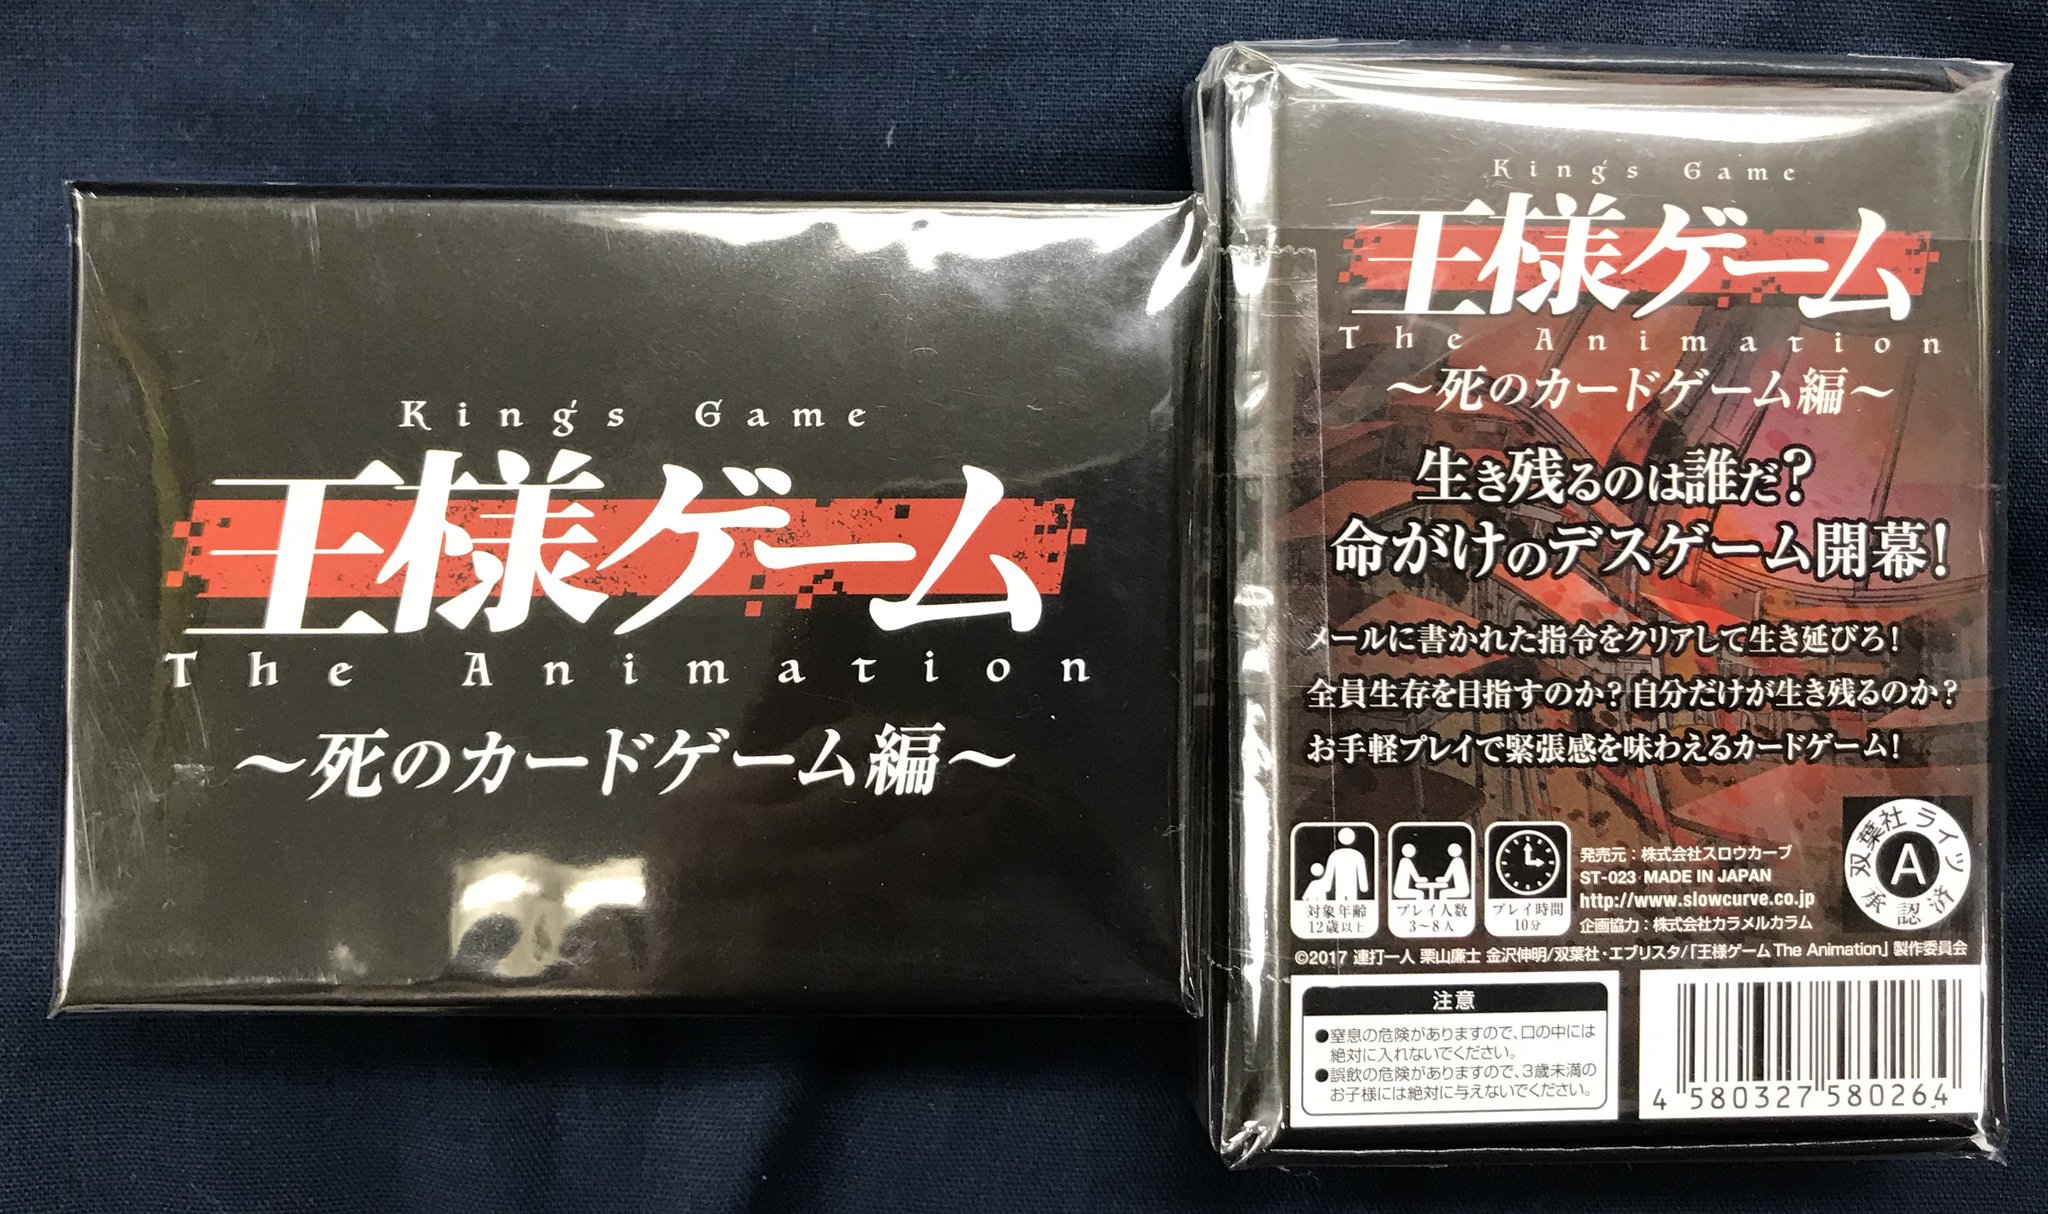 King's Game
王様ゲーム
The Animation
～死のカードゲーム編～
King's Game
王様ゲーム
The Animation
～死のカードゲーム編～
生き残るのは誰だ？
命がけのデスゲーム開幕！
メールに書かれた指令をクリアして生き延びろ！
全員生存を目指すのか？自分だけが生き残るのか？
お手軽プレイで緊張感を味わえるカードゲーム！
対象年齢
12歳以上
プレイ人数
3〜8人
プレイ時間
10分
発売元：株式会社スロウカーブ
ST-023 MADE IN JAPAN
http://www.slowcurve.co.jp
企画協力：株式会社カラメルカラム
双葉社ライツ
A
承認済
©2017 連打一人 栗山廉士 金沢伸明/双葉社・エブリスタ/「王様ゲーム The Animation」製作委員会
注意
●窒息の危険がありますので、口の中には
絶対に入れないでください。
●誤飲の危険がありますので、3歳未満の
お子様には絶対に与えないでください。
4 580327 580264